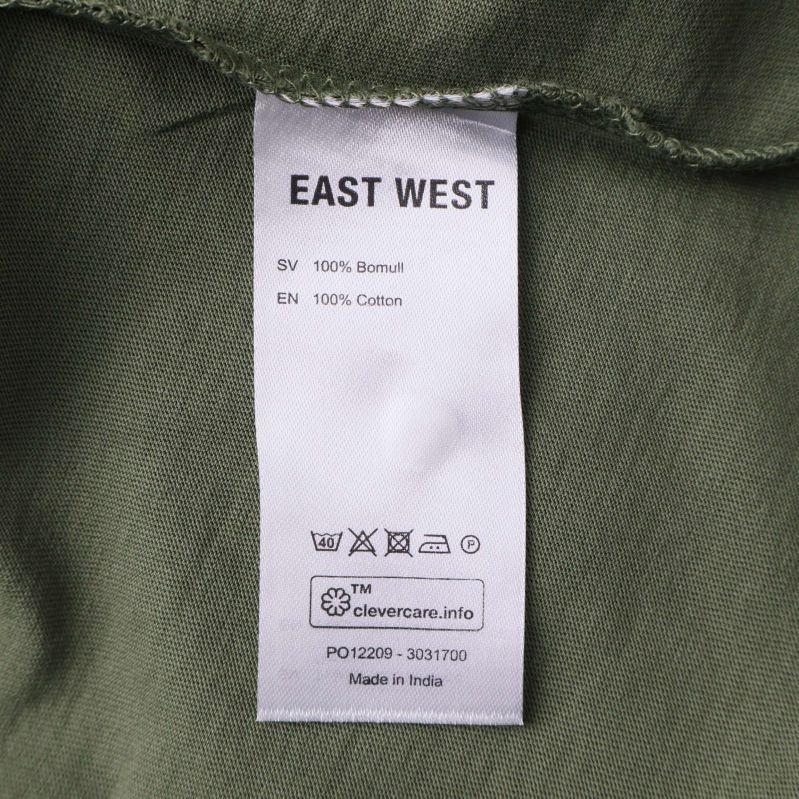 EAST WEST
SV 100% Bomull
EN 100% Cotton
40 P
TM
clevercare.info
PO12209 - 3031700
Made in India